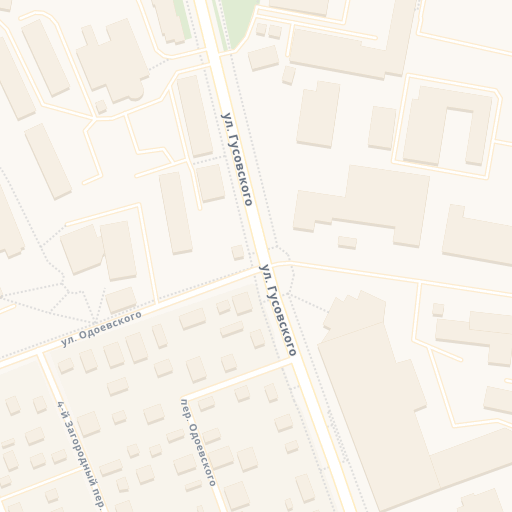 ул. Гусовского
ул. Гусовского
ул. Одоевского
4-й Загородный пер.
пер. Одоевского